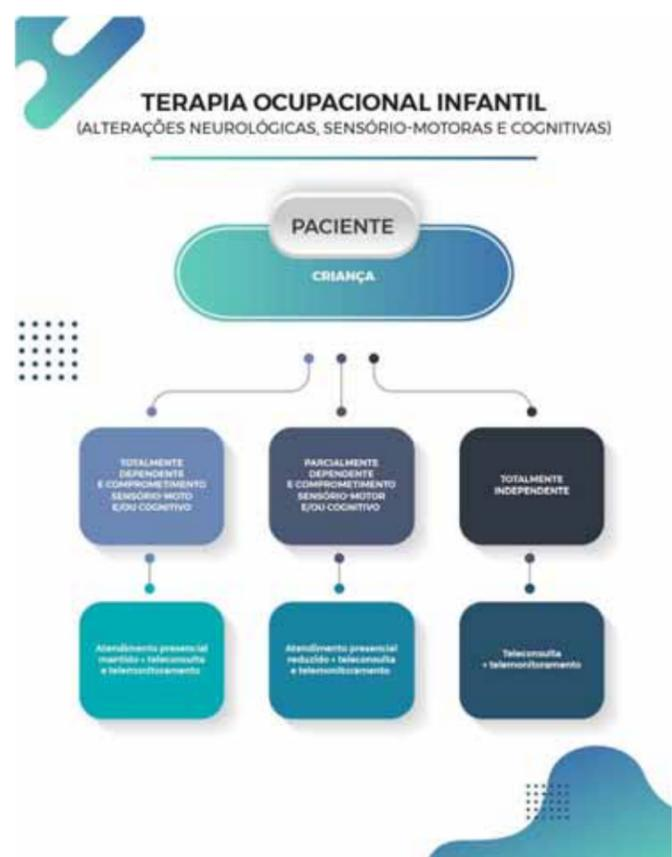 TERAPIA OCUPACIONAL INFANTIL
(ALTERAÇÕES NEUROLÓGICAS, SENSÓRIO-MOTORAS E COGNITIVAS)
PACIENTE
CRIANÇA
TOTALMENTE
DEPENDENTE
E COMPROMETIMENTO
SENSÓRIO-MOTO
E/OU COGNITIVO
PARCIALMENTE
DEPENDENTE
E COMPROMETIMENTO
SENSÓRIO-MOTOR
E/OU COGNITIVO
TOTALMENTE
INDEPENDENTE
Atendimento presencial
mantido + teleconsulta
e telemonitoramento
Atendimento presencial
reduzido + teleconsulta
e telemonitoramento
Teleconsulta
+ telemonitoramento